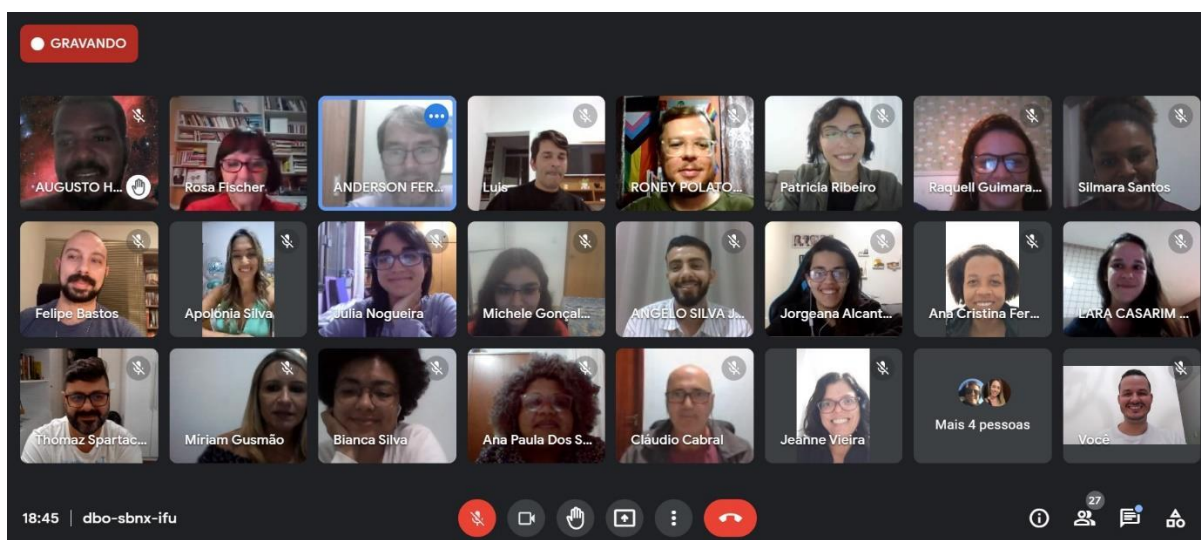 GRAVANDO
AUGUSTO H...
Rosa Fischer
ANDERSON FER...
Luis
RONEY POLATO...
Patricia Ribeiro
Raquell Guimara...
Silmara Santos
Felipe Bastos
Apolônia Silva
Julia Nogueira
Michele Gonçal...
ANGELO SILVA J...
Jorgeana Alcant...
Ana Cristina Fer...
LARA CASARIM ...
Thomaz Spartac...
Míriam Gusmão
Bianca Silva
Ana Paula Dos S...
Cláudio Cabral
Jeanne Vieira
Mais 4 pessoas
Você
18:45 | dbo-sbnx-ifu
27